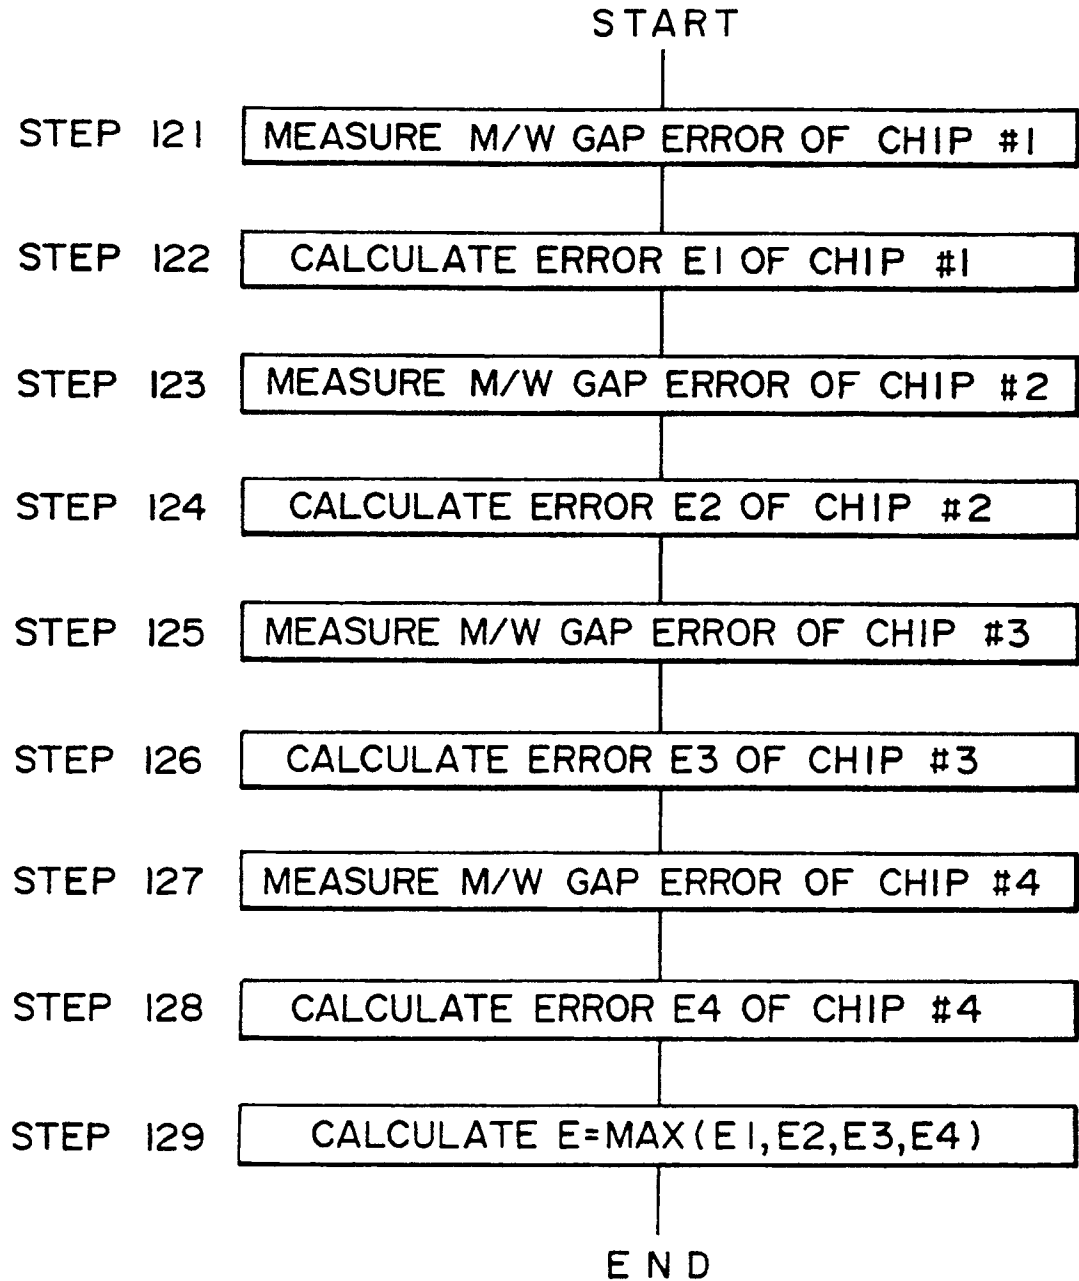 START
STEP 121 MEASURE M/W GAP ERROR OF CHIP #1
STEP 122 CALCULATE ERROR E1 OF CHIP #1
STEP 123 MEASURE M/W GAP ERROR OF CHIP #2
STEP 124 CALCULATE ERROR E2 OF CHIP #2
STEP 125 MEASURE M/W GAP ERROR OF CHIP #3
STEP 126 CALCULATE ERROR E3 OF CHIP #3
STEP 127 MEASURE M/W GAP ERROR OF CHIP #4
STEP 128 CALCULATE ERROR E4 OF CHIP #4
STEP 129 CALCULATE E=MAX(E1,E2,E3,E4)
END